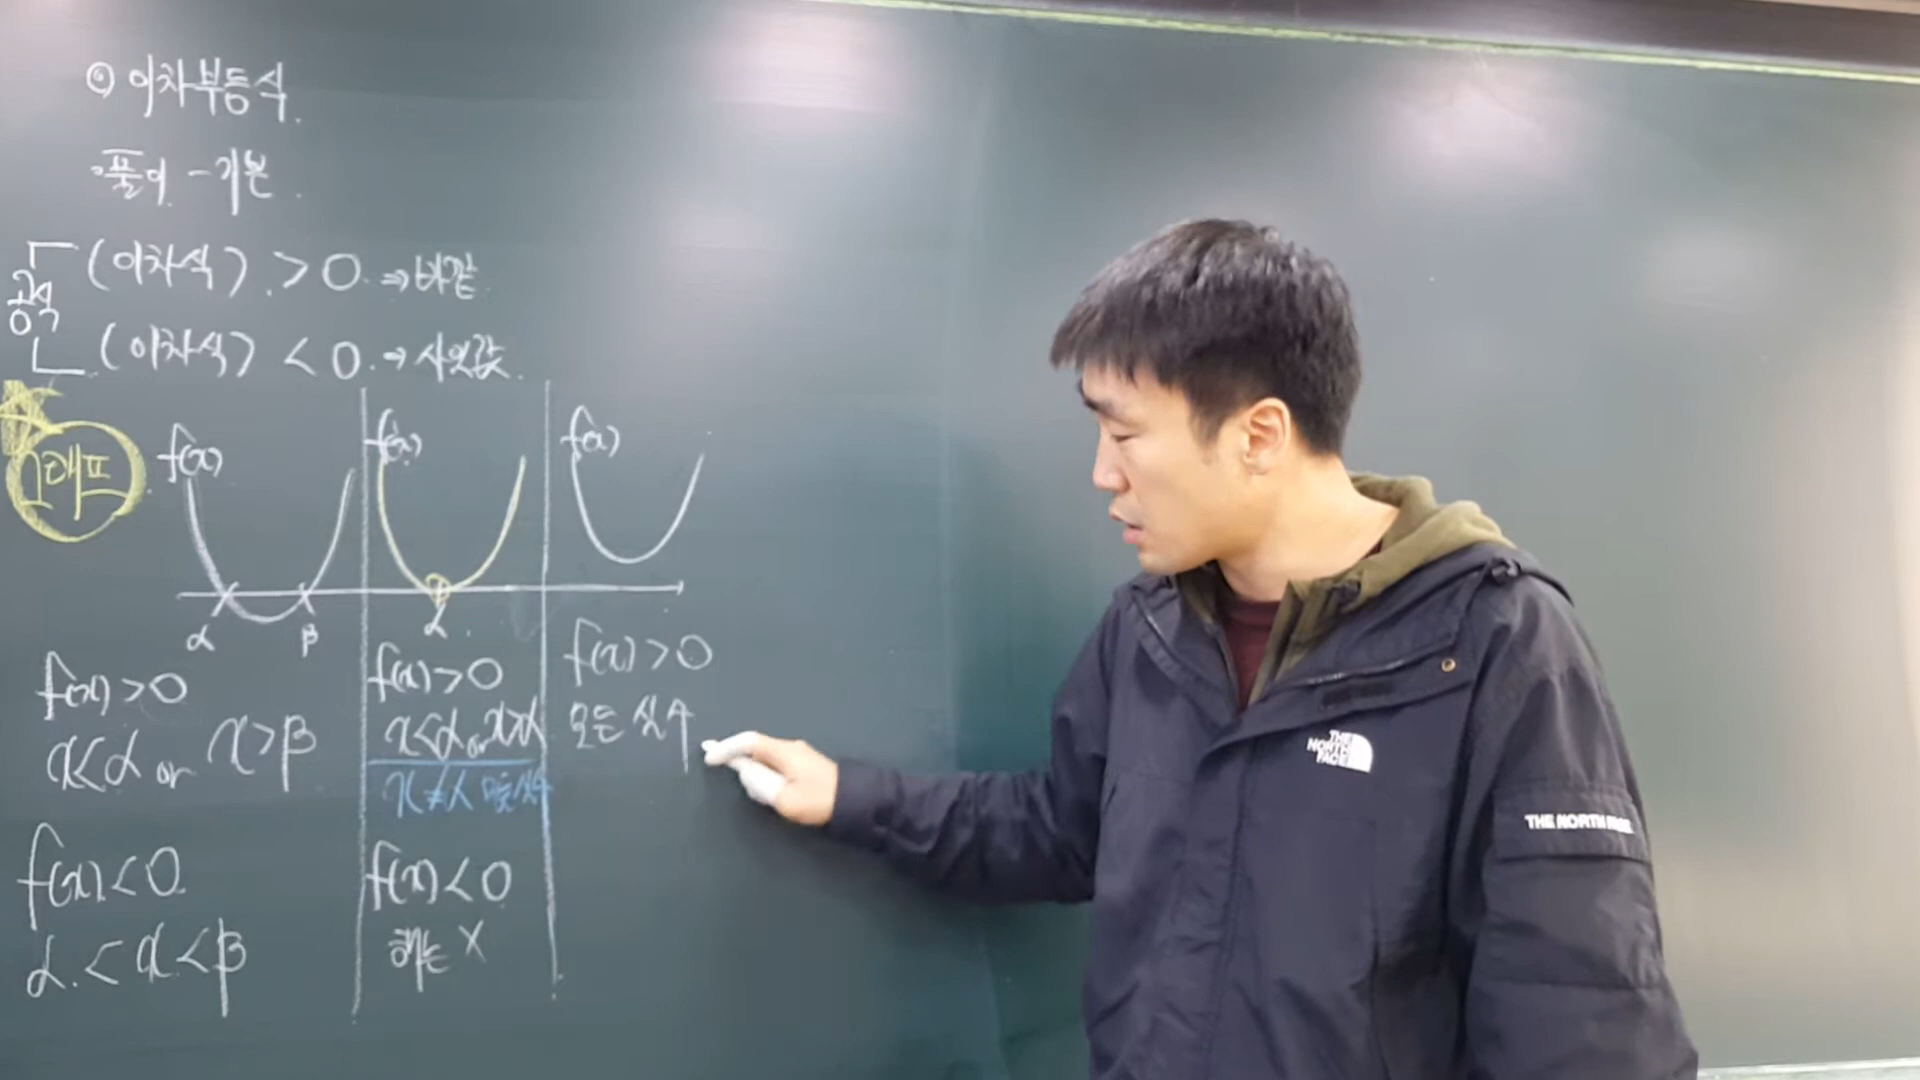 ◎ 이차부등식.
·풀이 - 기본.
공식
(이차식) > 0. ⇒ 바깥
(이차식) < 0. ⇒ 사잇값.
그래프
f(x)
α β
f(x)>0
x<α or x>β
f(x)<0
α<x<β
f(x)
α.
f(x)>0
x<α or x>α
x≠α 모든 실수
f(x)<0
해는 X
f(x)
f(x)>0
모든 실수
THE
NORTH
FACE
THE NORTH FACE